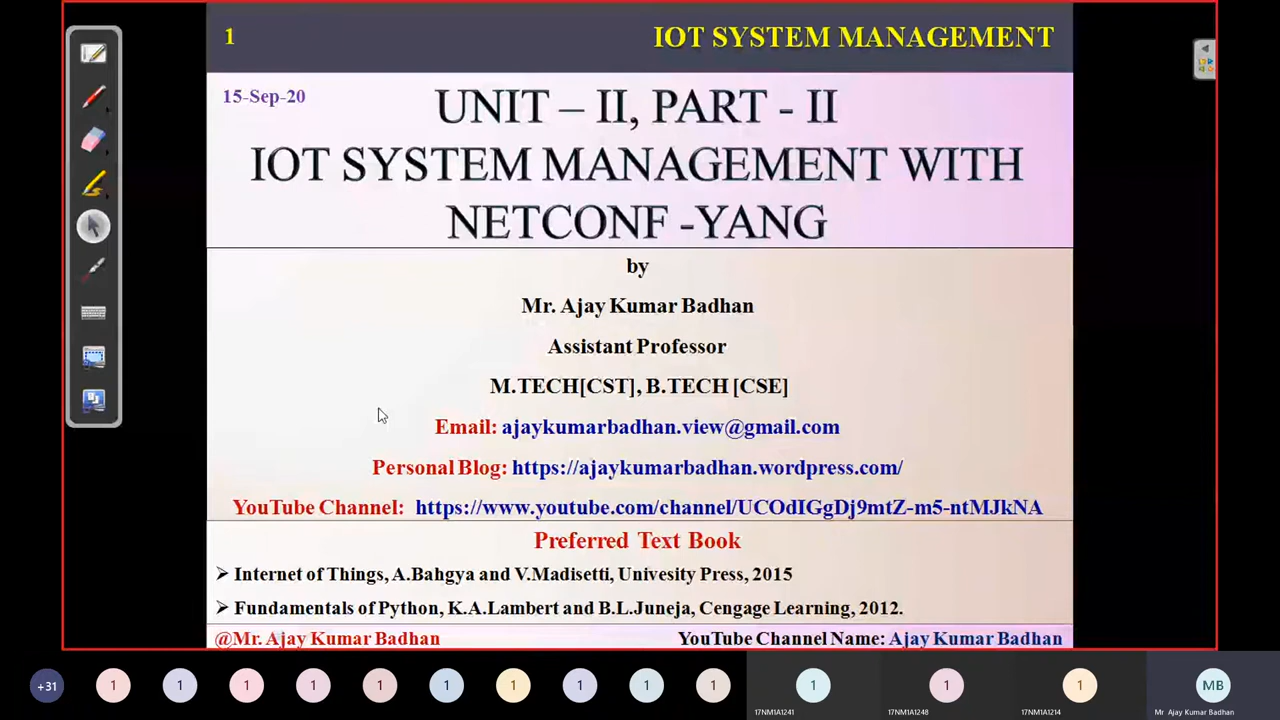 1
IOT SYSTEM MANAGEMENT
15-Sep-20
UNIT – II, PART - II
IOT SYSTEM MANAGEMENT WITH
NETCONF -YANG
by
Mr. Ajay Kumar Badhan
Assistant Professor
M.TECH[CST], B.TECH [CSE]
Email: ajaykumarbadhan.view@gmail.com
Personal Blog: https://ajaykumarbadhan.wordpress.com/
YouTube Channel: https://www.youtube.com/channel/UCOdIGgDj9mtZ-m5-ntMJkNA
Preferred Text Book
➢ Internet of Things, A.Bahgya and V.Madisetti, Univesity Press, 2015
➢ Fundamentals of Python, K.A.Lambert and B.L.Juneja, Cengage Learning, 2012.
@Mr. Ajay Kumar Badhan
YouTube Channel Name: Ajay Kumar Badhan
+31 1 1 1 1 1 1 1 1 1 1 1 1 1 MB
17NM1A1241 17NM1A1248 17NM1A1214 Mr Ajay Kumar Badhan